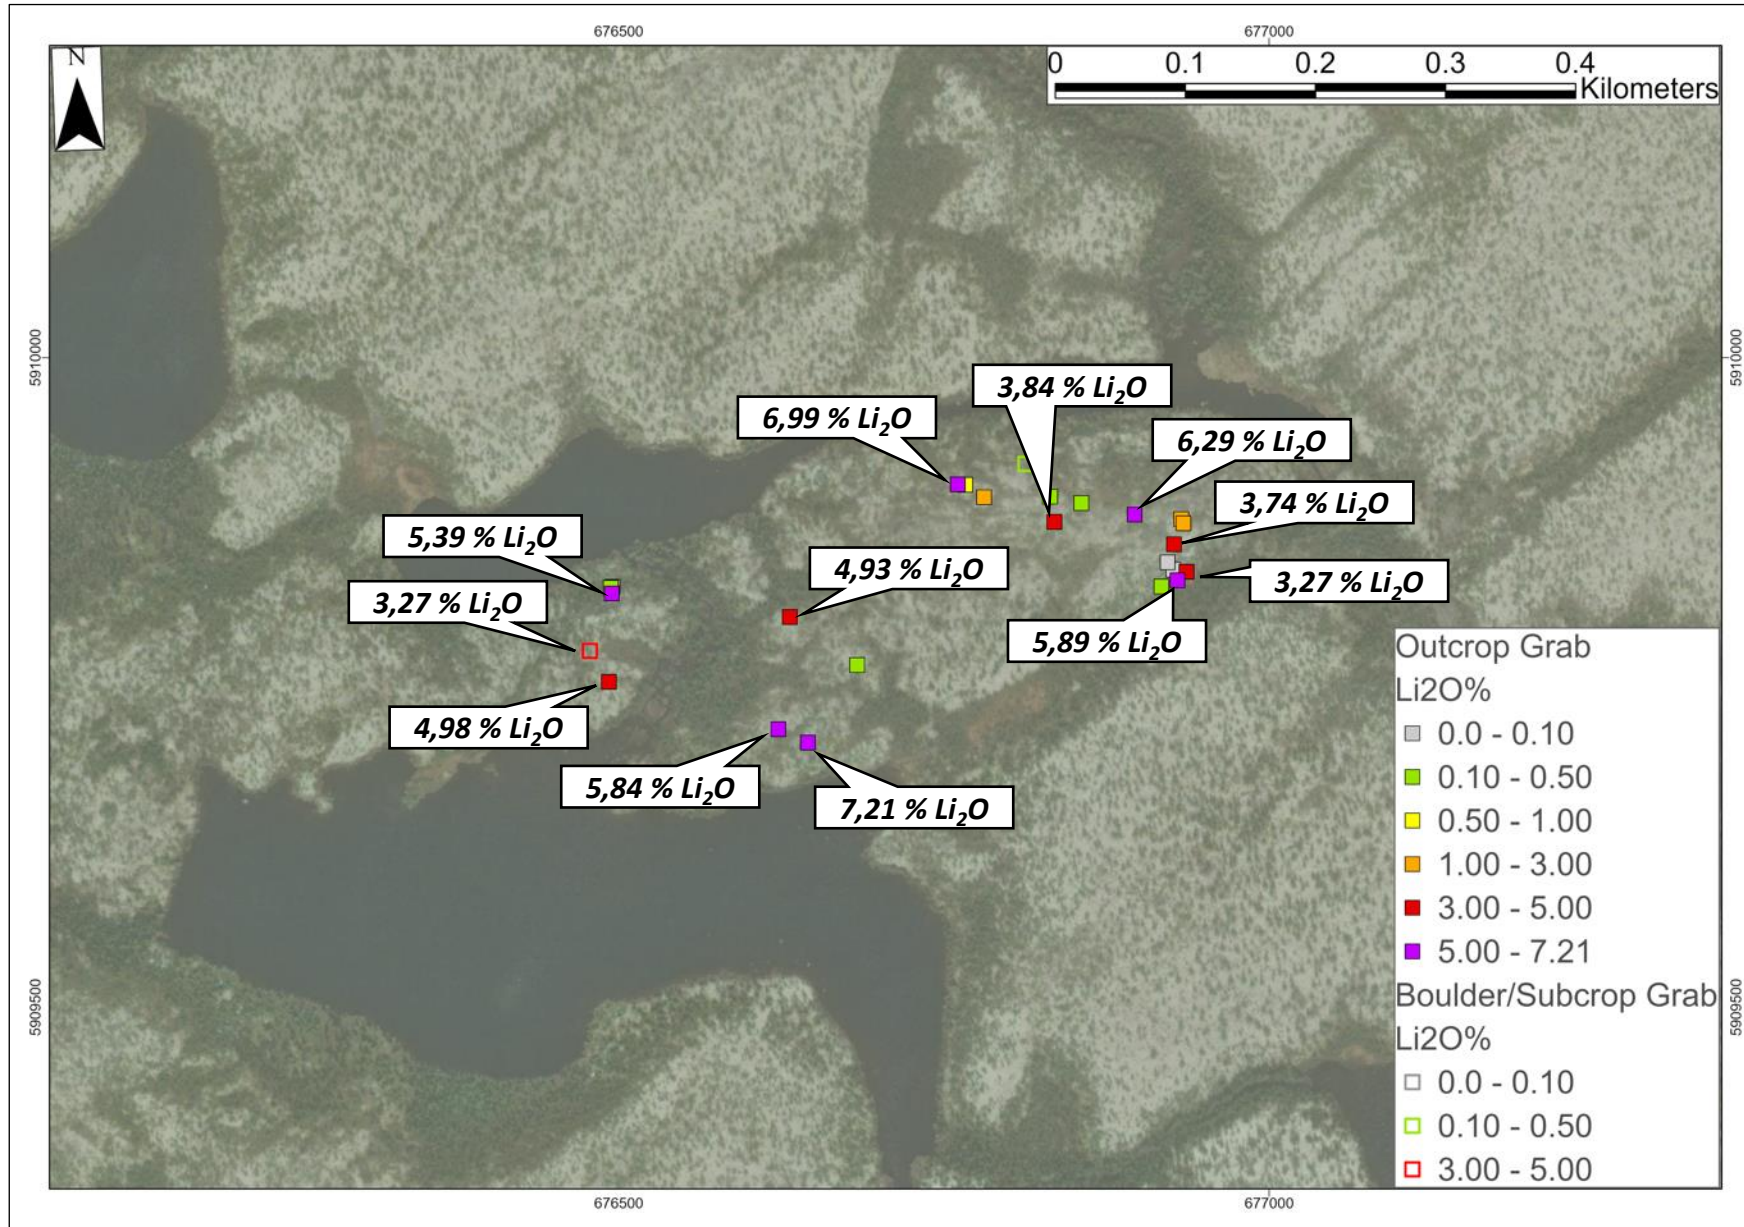 676500
677000
N
0 0.1 0.2 0.3 0.4
Kilometers
5910000
5910000
3,84 % Li₂O
6,99 % Li₂O
6,29 % Li₂O
3,74 % Li₂O
5,39 % Li₂O
4,93 % Li₂O
3,27 % Li₂O
3,27 % Li₂O
5,89 % Li₂O
4,98 % Li₂O
5,84 % Li₂O
7,21 % Li₂O
Outcrop Grab
Li2O%
0.0 - 0.10
0.10 - 0.50
0.50 - 1.00
1.00 - 3.00
3.00 - 5.00
5.00 - 7.21
Boulder/Subcrop Grab
Li2O%
0.0 - 0.10
0.10 - 0.50
3.00 - 5.00
5909500
5909500
676500
677000